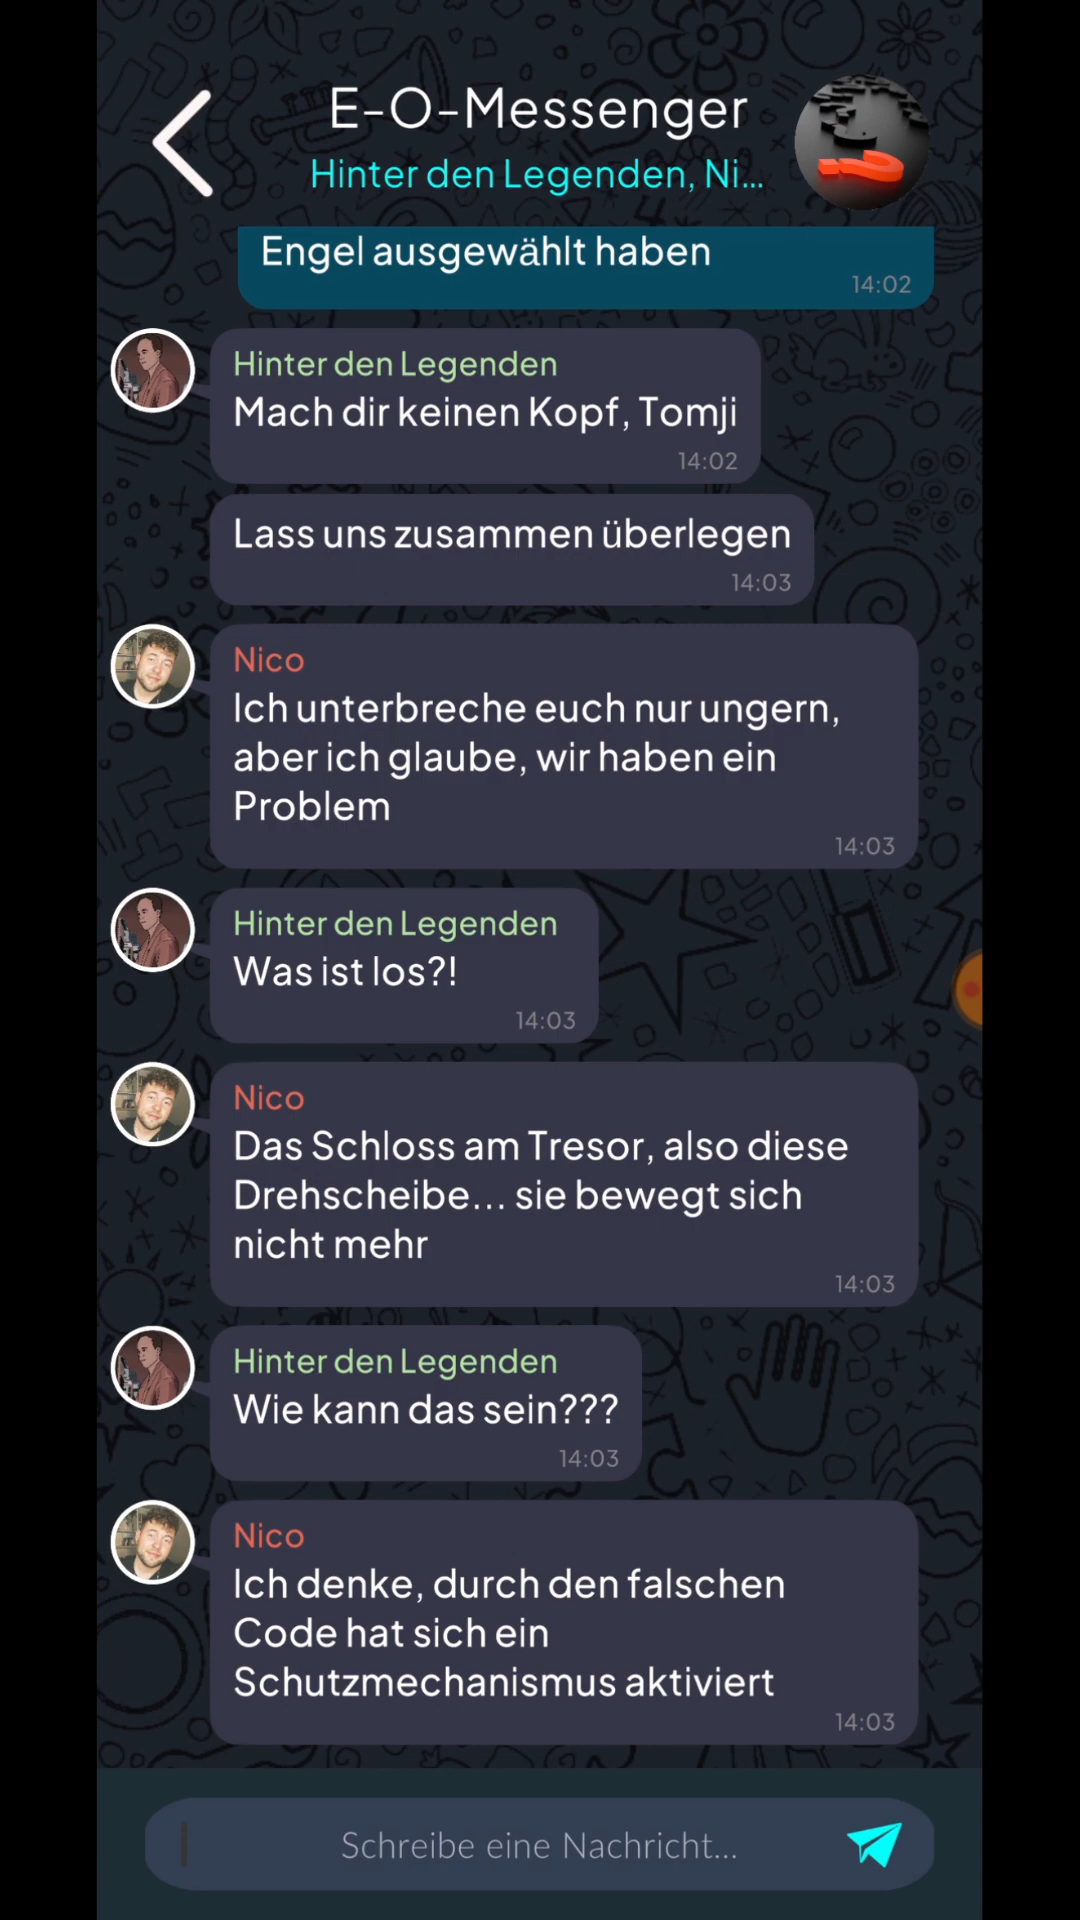 E-O-Messenger
Hinter den Legenden, Ni...
Engel ausgewählt haben
14:02
Hinter den Legenden
Mach dir keinen Kopf, Tomji
14:02
Lass uns zusammen überlegen
14:03
Nico
Ich unterbreche euch nur ungern,
aber ich glaube, wir haben ein
Problem
14:03
Hinter den Legenden
Was ist los?!
14:03
Nico
Das Schloss am Tresor, also diese
Drehscheibe... sie bewegt sich
nicht mehr
14:03
Hinter den Legenden
Wie kann das sein???
14:03
Nico
Ich denke, durch den falschen
Code hat sich ein
Schutzmechanismus aktiviert
14:03
Schreibe eine Nachricht...